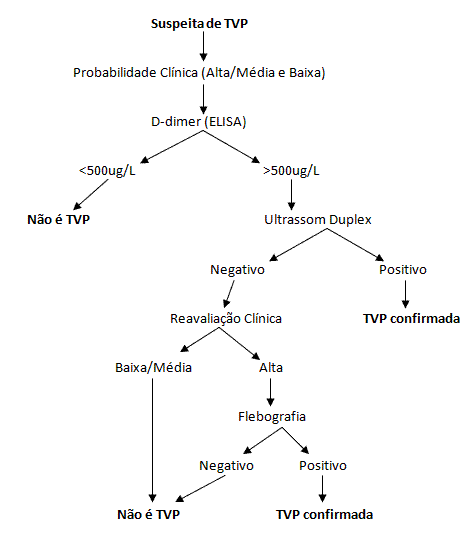 Suspeita de TVP
Probabilidade Clínica (Alta/Média e Baixa)
D-dimer (ELISA)
<500ug/L
>500ug/L
Não é TVP
Ultrassom Duplex
Negativo
Positivo
Reavaliação Clínica
TVP confirmada
Baixa/Média
Alta
Flebografia
Negativo
Positivo
Não é TVP
TVP confirmada